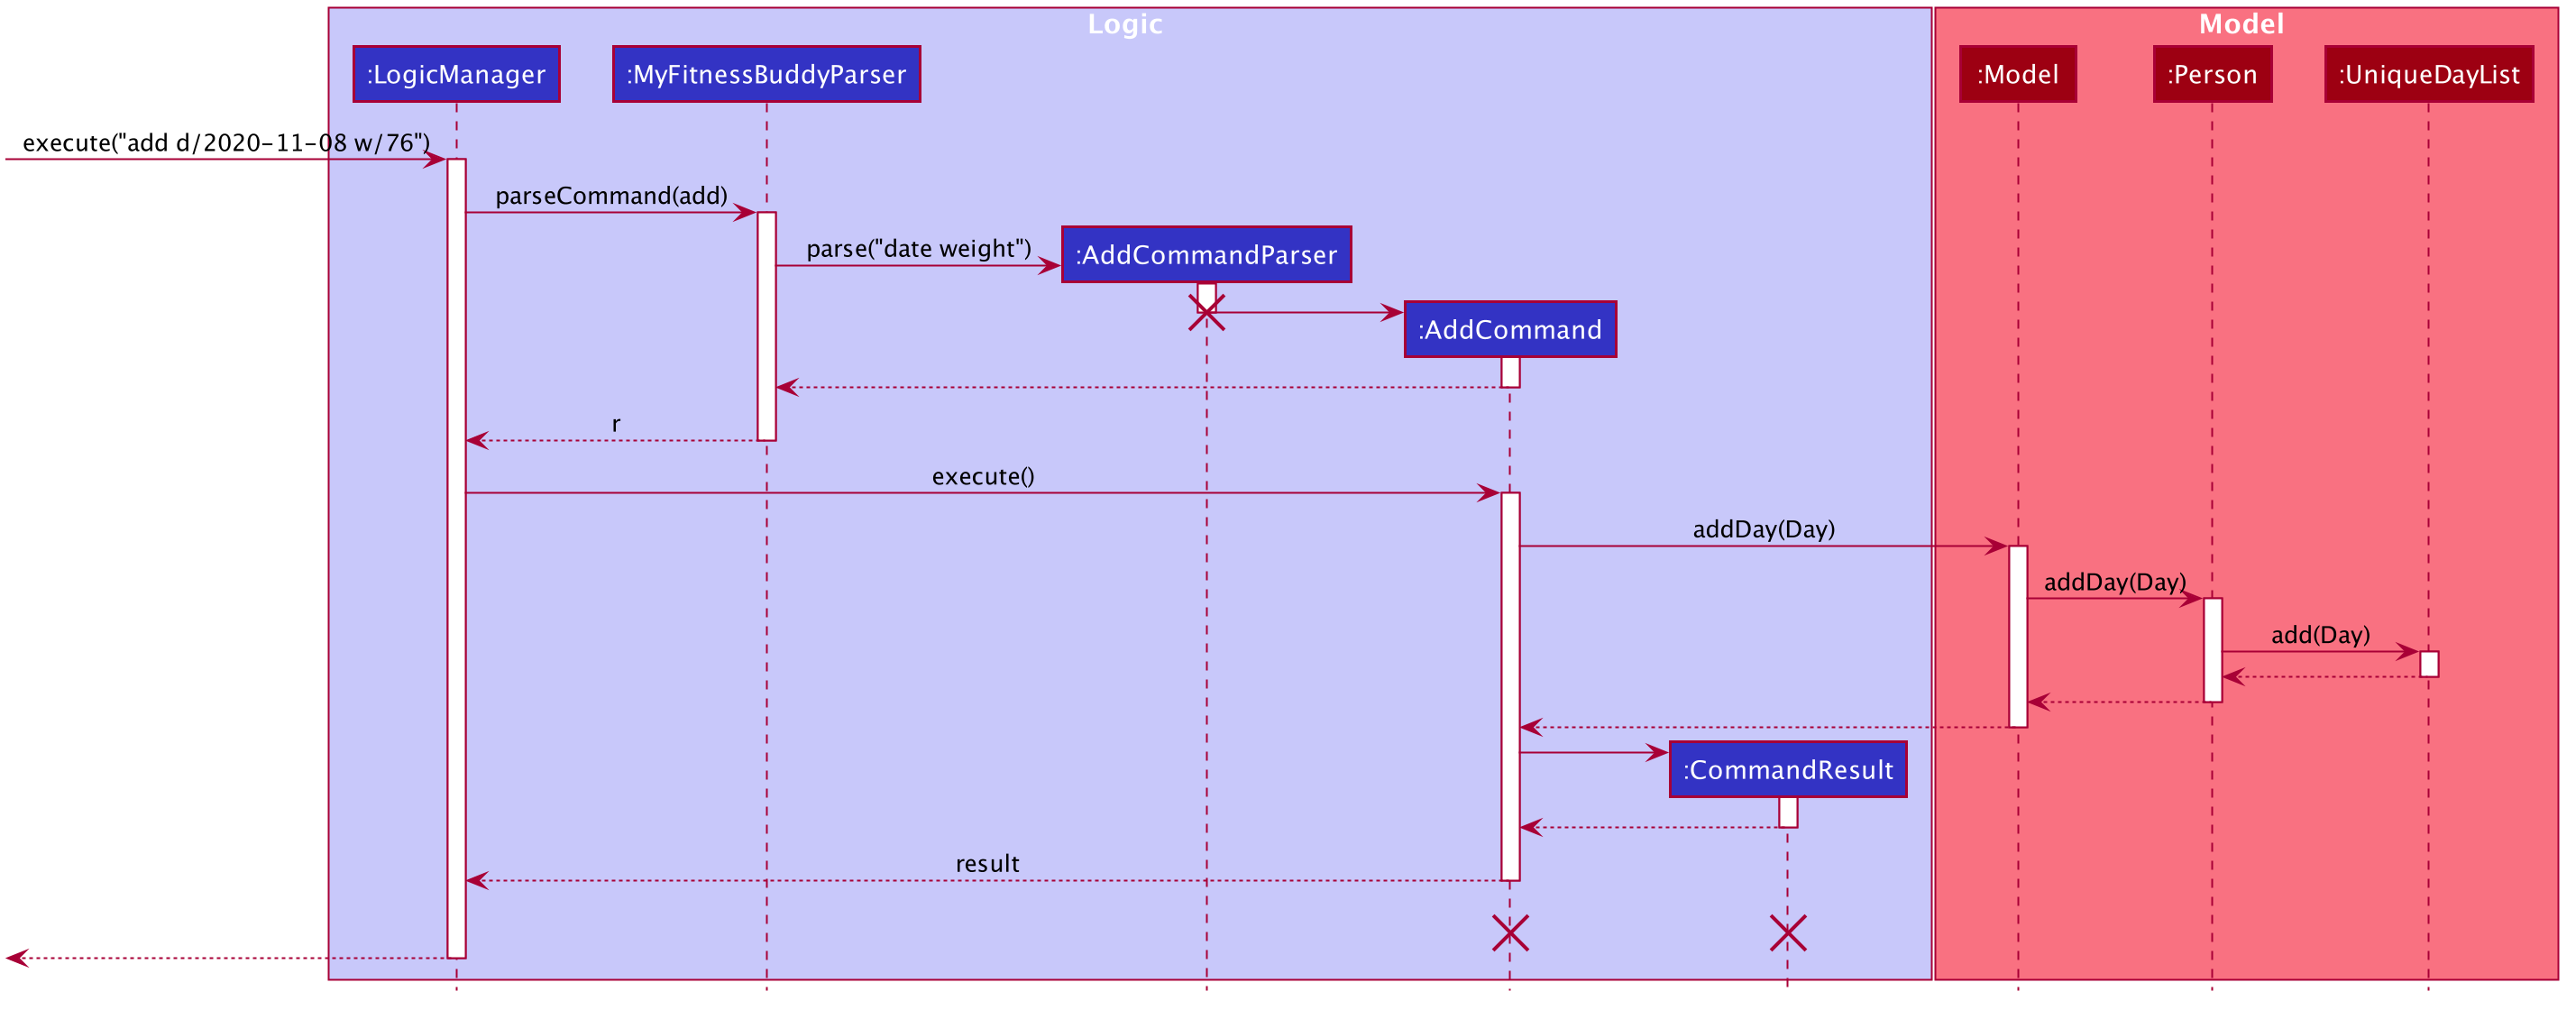 Logic
Model
:LogicManager
:MyFitnessBuddyParser
:Model
:Person
:UniqueDayList
execute("add d/2020-11-08 w/76")
parseCommand(add)
parse("date weight")
:AddCommandParser
:AddCommand
r
execute()
addDay(Day)
addDay(Day)
add(Day)
:CommandResult
result